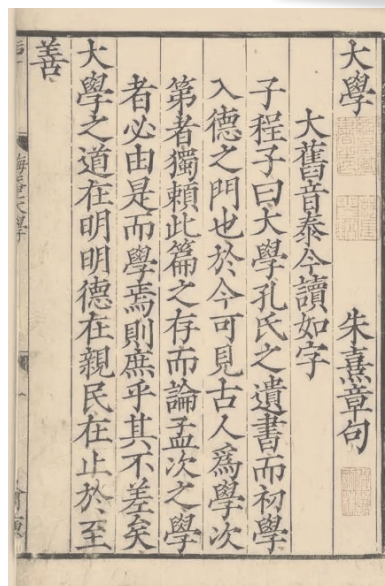 大學 朱熹章句
大舊音泰今讀如字
子程子曰大學孔氏之遺書而初學
入德之門也於今可見古人爲學次
第者獨賴此篇之存而論孟次之學
者必由是而學焉則庶乎其不差矣
大學之道在明明德在親民在止於至
善